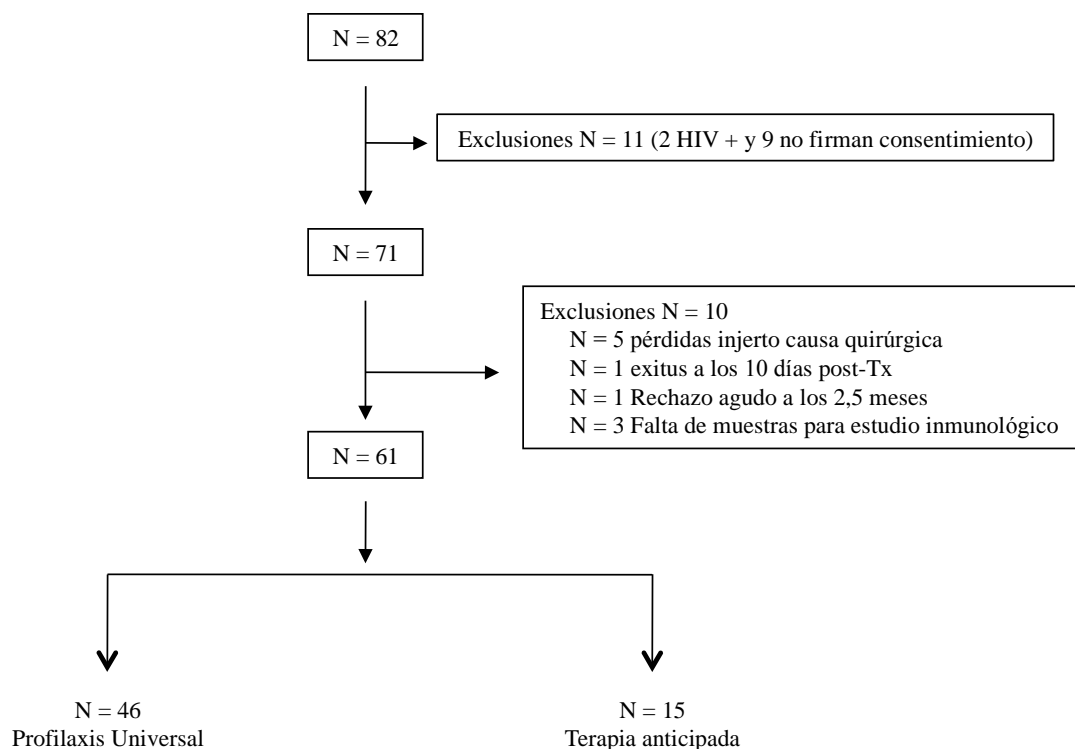 N = 82
Exclusiones N = 11 (2 HIV + y 9 no firman consentimiento)
N = 71
Exclusiones N = 10
N = 5 pérdidas injerto causa quirúrgica
N = 1 exitus a los 10 días post-Tx
N = 1 Rechazo agudo a los 2,5 meses
N = 3 Falta de muestras para estudio inmunológico
N = 61
N = 46
Profilaxis Universal
N = 15
Terapia anticipada